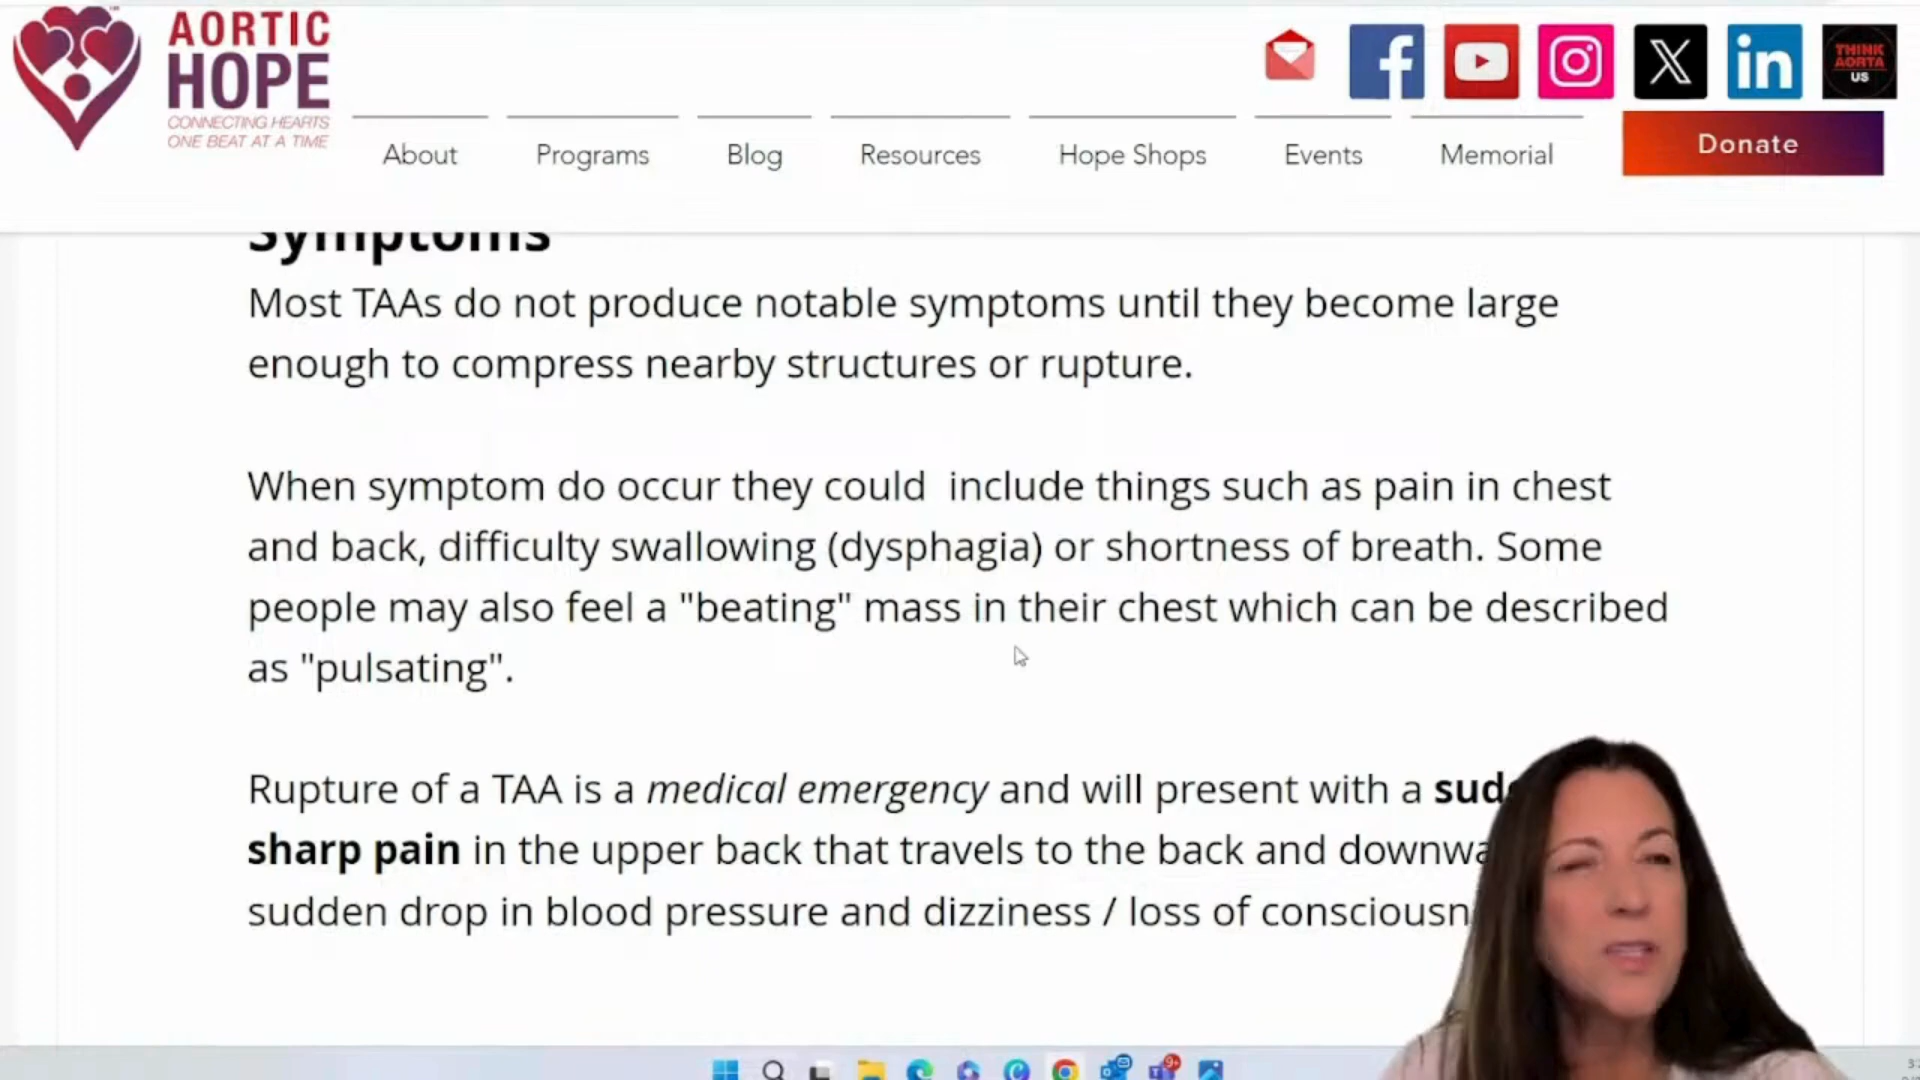 AORTIC
HOPE
CONNECTING HEARTS
ONE BEAT AT A TIME
THINK
AORTA
US
About
Programs
Blog
Resources
Hope Shops
Events
Memorial
Donate
Symptoms
Most TAAs do not produce notable symptoms until they become large
enough to compress nearby structures or rupture.
When symptom do occur they could  include things such as pain in chest
and back, difficulty swallowing (dysphagia) or shortness of breath. Some
people may also feel a "beating" mass in their chest which can be described
as "pulsating".
Rupture of a TAA is a medical emergency and will present with a
sharp pain in the upper back that travels to the back and
sudden drop in blood pressure and dizziness / loss of